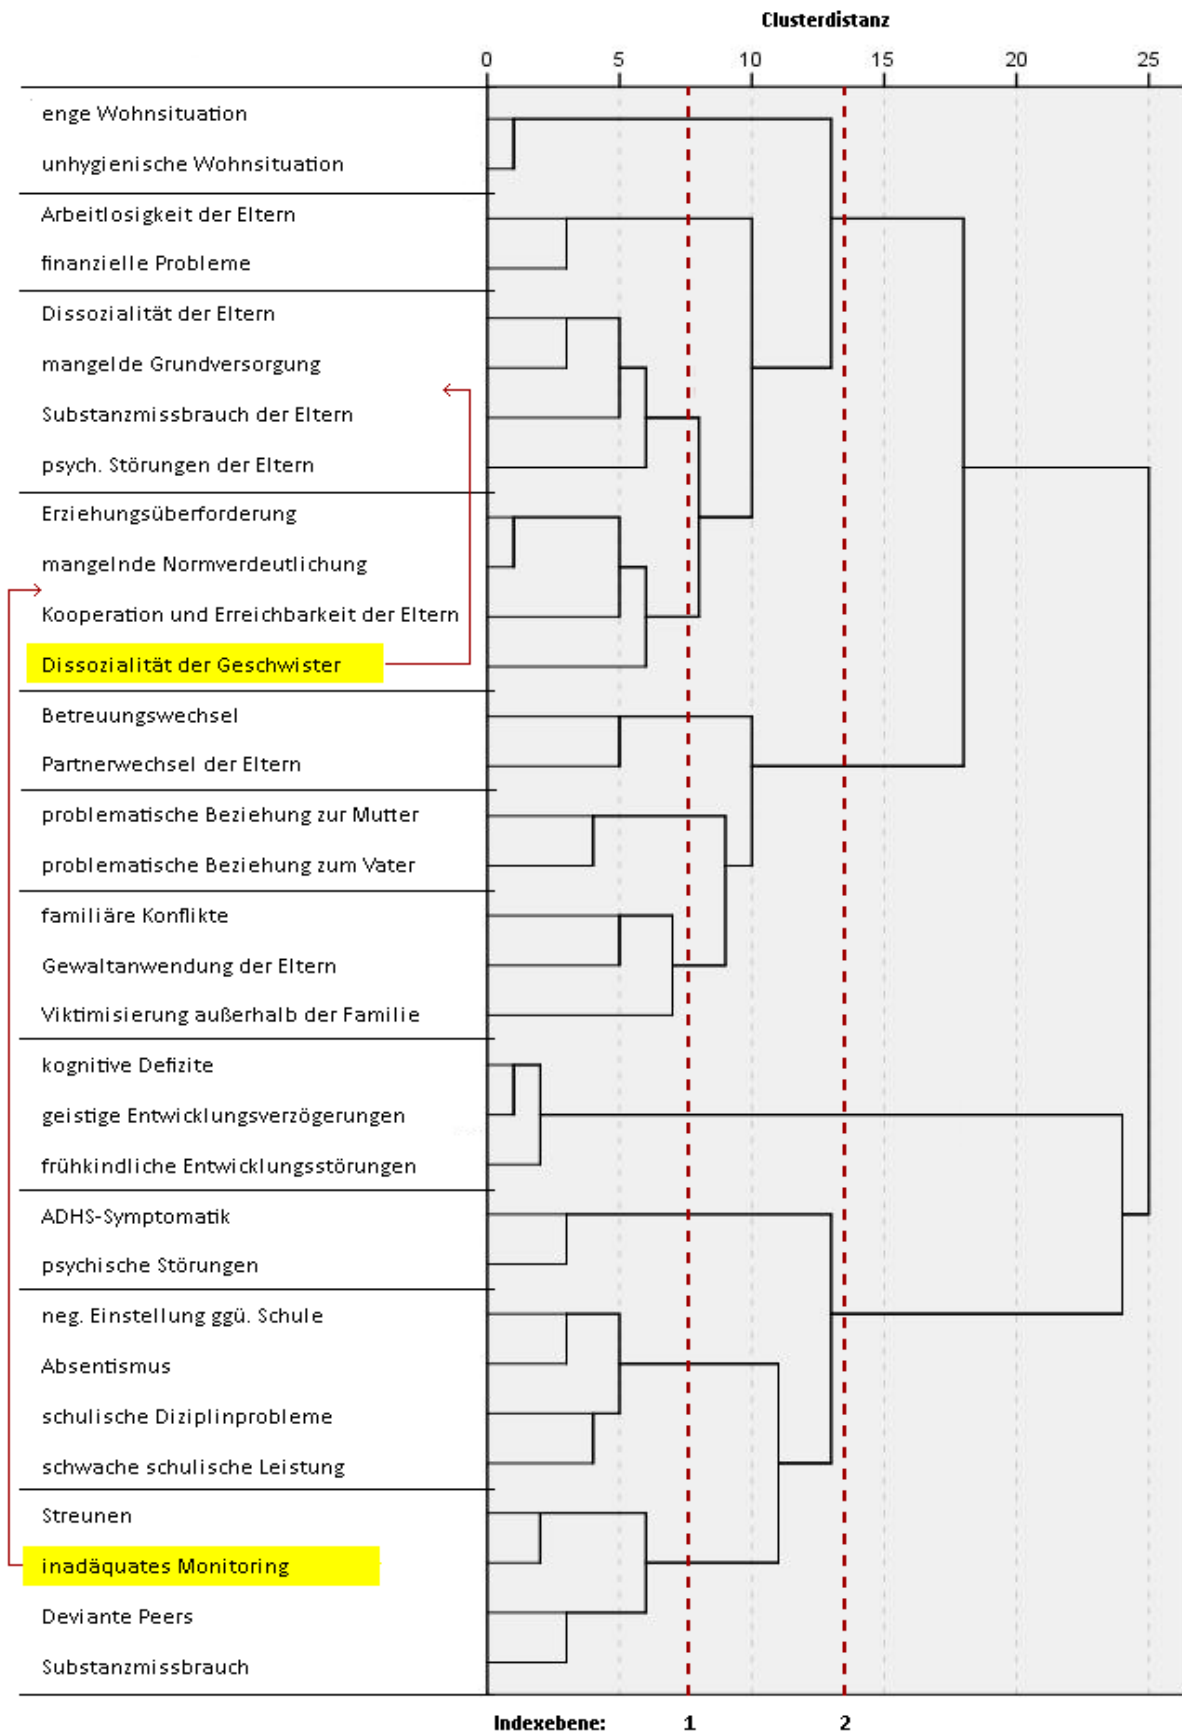 Clusterdistanz
0 5 10 15 20 25
enge Wohnsituation
unhygienische Wohnsituation
Arbeitlosigkeit der Eltern
finanzielle Probleme
Dissozialität der Eltern
mangelde Grundversorgung
Substanzmissbrauch der Eltern
psych. Störungen der Eltern
Erziehungsüberforderung
mangelnde Normverdeutlichung
Kooperation und Erreichbarkeit der Eltern
Dissozialität der Geschwister
Betreuungswechsel
Partnerwechsel der Eltern
problematische Beziehung zur Mutter
problematische Beziehung zum Vater
familiäre Konflikte
Gewaltanwendung der Eltern
Viktimisierung außerhalb der Familie
kognitive Defizite
geistige Entwicklungsverzögerungen
frühkindliche Entwicklungsstörungen
ADHS-Symptomatik
psychische Störungen
neg. Einstellung ggü. Schule
Absentismus
schulische Diziplinprobleme
schwache schulische Leistung
Streunen
inadäquates Monitoring
Deviante Peers
Substanzmissbrauch
Indexebene: 1 2